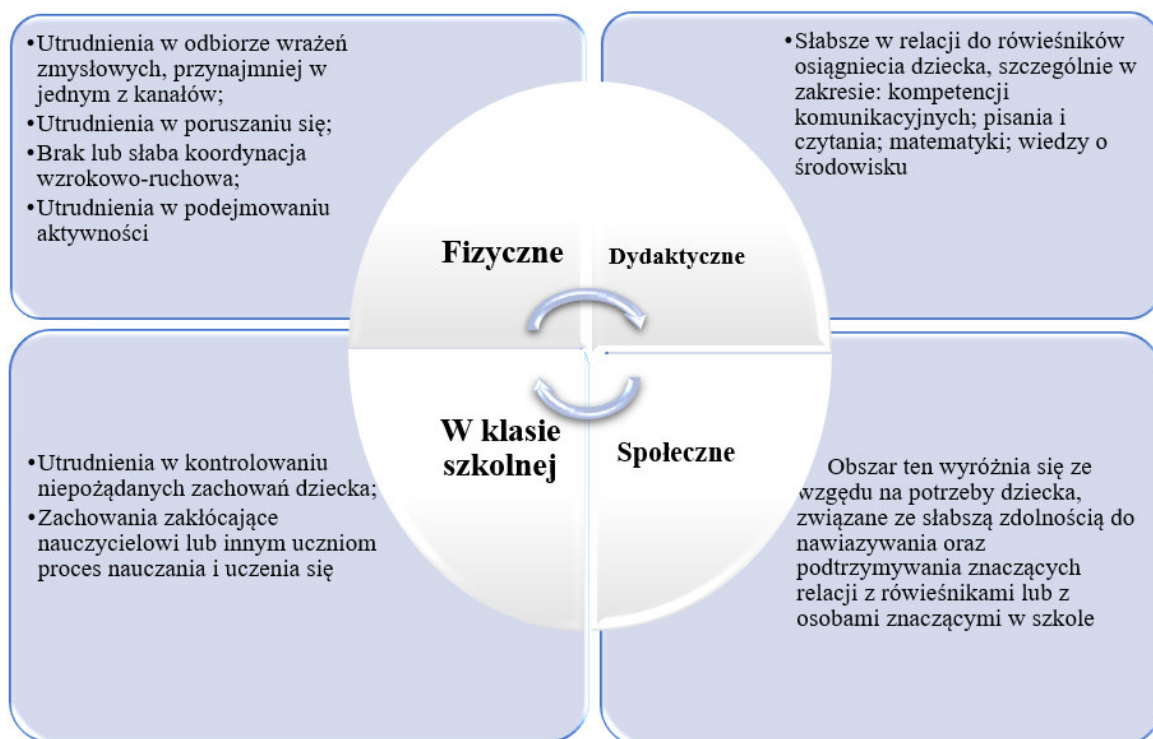 •Utrudnienia w odbiorze wrażeń
zmysłowych, przynajmniej w
jednym z kanałów;
•Utrudnienia w poruszaniu się;
•Brak lub słaba koordynacja
wzrokowo-ruchowa;
•Utrudnienia w podejmowaniu
aktywności
•Słabsze w relacji do rówieśników
osiągniecia dziecka, szczególnie w
zakresie: kompetencji
komunikacyjnych; pisania i
czytania; matematyki; wiedzy o
środowisku
Fizyczne
Dydaktyczne
W klasie
szkolnej
Społeczne
•Utrudnienia w kontrolowaniu
niepożądanych zachowań dziecka;
•Zachowania zakłócające
nauczycielowi lub innym uczniom
proces nauczania i uczenia się
Obszar ten wyróżnia się ze
wzgędu na potrzeby dziecka,
związane ze słabszą zdolnością do
nawiazywania oraz
podtrzymywania znaczących
relacji z rówieśnikami lub z
osobami znaczącymi w szkole